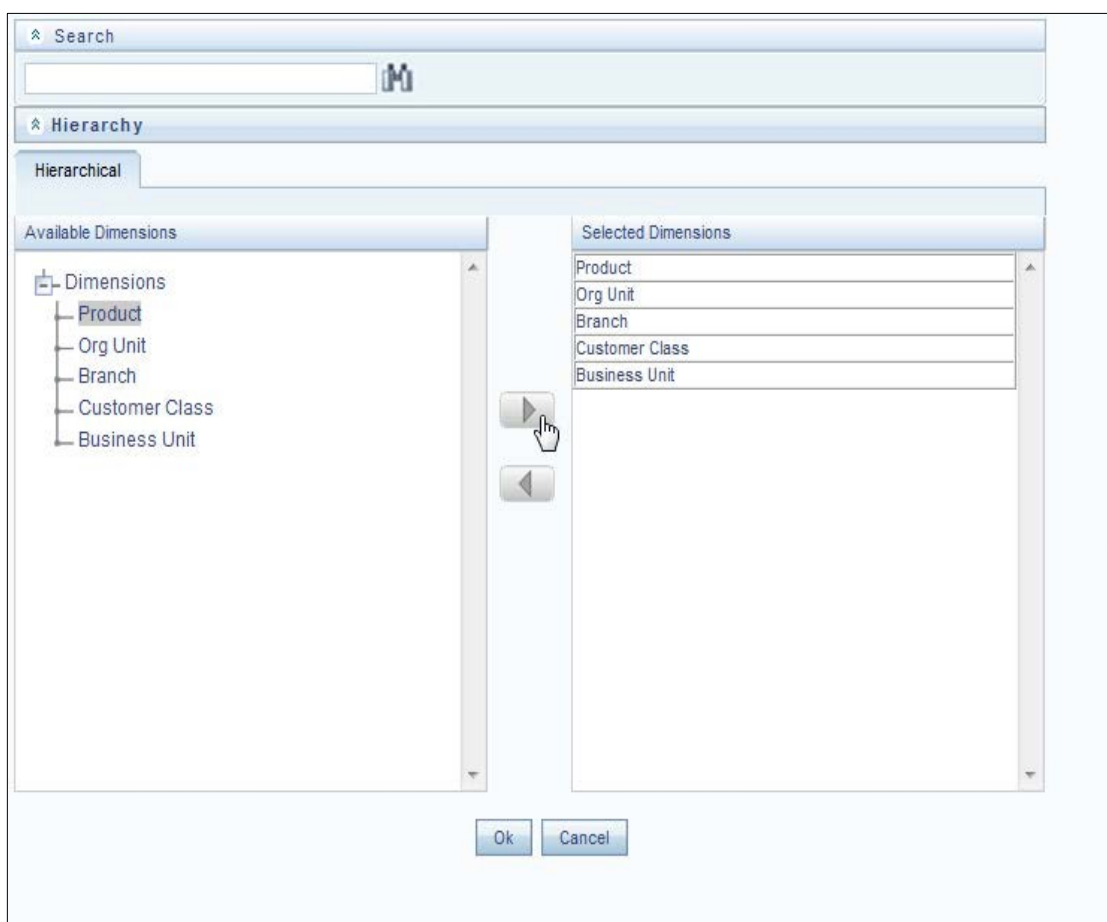 Search
Hierarchy
Hierarchical
Available Dimensions
Dimensions
Product
Org Unit
Branch
Customer Class
Business Unit
Selected Dimensions
Product
Org Unit
Branch
Customer Class
Business Unit
Ok
Cancel